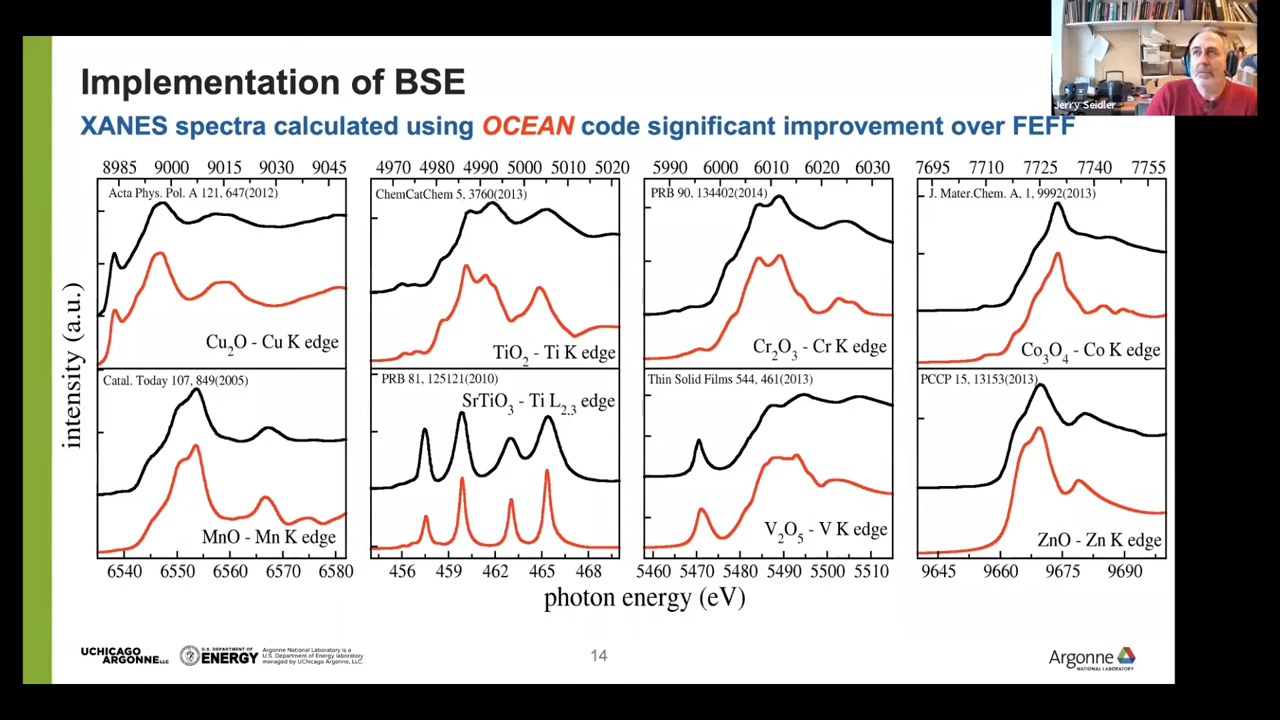 Implementation of BSE
Jerry Seidler
XANES spectra calculated using OCEAN code significant improvement over FEFF
8985 9000 9015 9030 9045
4970 4980 4990 5000 5010 5020
5990 6000 6010 6020 6030
7695 7710 7725 7740 7755
Acta Phys. Pol. A 121, 647(2012)
Cu2O - Cu K edge
ChemCatChem 5, 3760(2013)
TiO2 - Ti K edge
PRB 90, 134402(2014)
Cr2O3 - Cr K edge
J. Mater.Chem. A, 1, 9992(2013)
Co3O4 - Co K edge
intensity (a.u.)
Catal. Today 107, 849(2005)
MnO - Mn K edge
PRB 81, 125121(2010)
SrTiO3 - Ti L2,3 edge
Thin Solid Films 544, 461(2013)
V2O5 - V K edge
PCCP 15, 13153(2013)
ZnO - Zn K edge
6540 6550 6560 6570 6580
456 459 462 465 468
5460 5470 5480 5490 5500 5510
9645 9660 9675 9690
photon energy (eV)
UCHICAGO
ARGONNE LLC
U.S. DEPARTMENT OF
ENERGY
Argonne National Laboratory is a
U.S. Department of Energy laboratory
managed by UChicago Argonne, LLC.
14
Argonne
NATIONAL LABORATORY